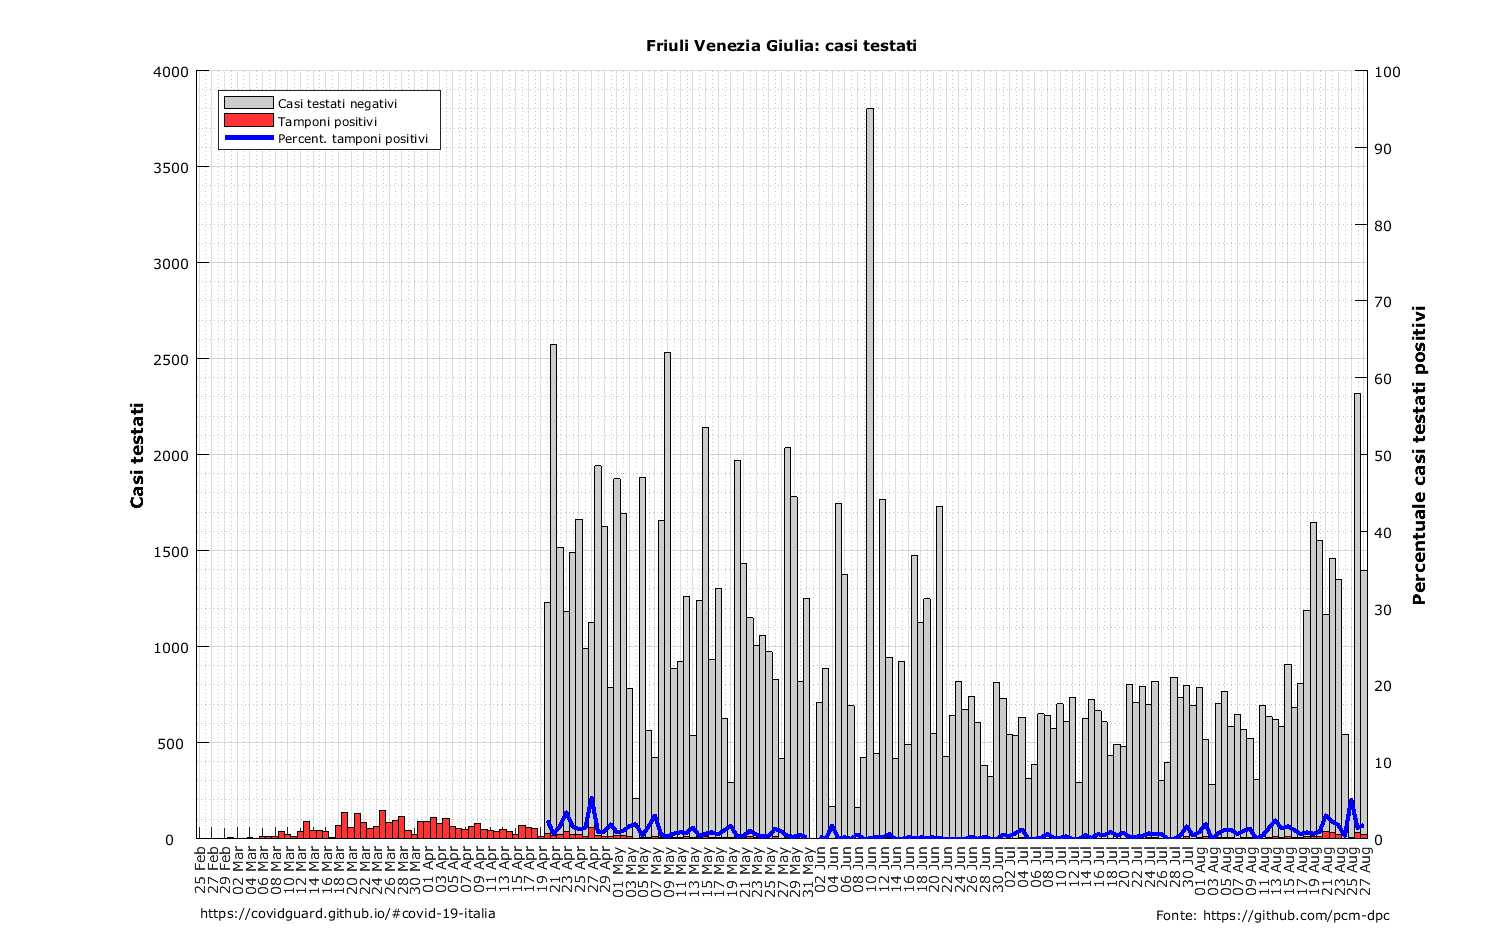 Friuli Venezia Giulia: casi testati
Casi testati negativi
Tamponi positivi
Percent. tamponi positivi
Casi testati
4000
3500
3000
2500
2000
1500
1000
500
0
100
90
80
70
60
50
40
30
20
10
0
Percentuale casi testati positivi
25 Feb
27 Feb
29 Feb
02 Mar
04 Mar
06 Mar
08 Mar
10 Mar
12 Mar
14 Mar
16 Mar
18 Mar
20 Mar
22 Mar
24 Mar
26 Mar
28 Mar
30 Mar
01 Apr
03 Apr
05 Apr
07 Apr
09 Apr
11 Apr
13 Apr
15 Apr
17 Apr
19 Apr
21 Apr
23 Apr
25 Apr
27 Apr
29 Apr
01 May
03 May
05 May
07 May
09 May
11 May
13 May
15 May
17 May
19 May
21 May
23 May
25 May
27 May
29 May
31 May
02 Jun
04 Jun
06 Jun
08 Jun
10 Jun
12 Jun
14 Jun
16 Jun
18 Jun
20 Jun
22 Jun
24 Jun
26 Jun
28 Jun
30 Jun
02 Jul
04 Jul
06 Jul
08 Jul
10 Jul
12 Jul
14 Jul
16 Jul
18 Jul
20 Jul
22 Jul
24 Jul
26 Jul
28 Jul
30 Jul
01 Aug
03 Aug
05 Aug
07 Aug
09 Aug
11 Aug
13 Aug
15 Aug
17 Aug
19 Aug
21 Aug
23 Aug
25 Aug
27 Aug
https://covidguard.github.io/#covid-19-italia
Fonte: https://github.com/pcm-dpc